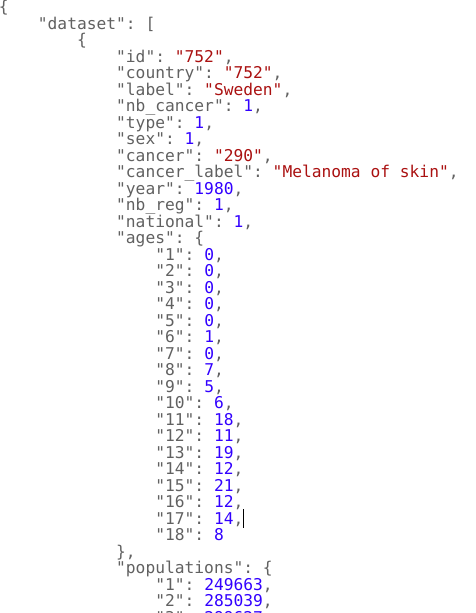 {
    "dataset": [
        {
            "id": "752",
            "country": "752",
            "label": "Sweden",
            "nb_cancer": 1,
            "type": 1,
            "sex": 1,
            "cancer": "290",
            "cancer_label": "Melanoma of skin",
            "year": 1980,
            "nb_reg": 1,
            "national": 1,
            "ages": {
                "1": 0,
                "2": 0,
                "3": 0,
                "4": 0,
                "5": 0,
                "6": 1,
                "7": 0,
                "8": 7,
                "9": 5,
                "10": 6,
                "11": 18,
                "12": 11,
                "13": 19,
                "14": 12,
                "15": 21,
                "16": 12,
                "17": 14,
                "18": 8
            },
            "populations": {
                "1": 249663,
                "2": 285039,